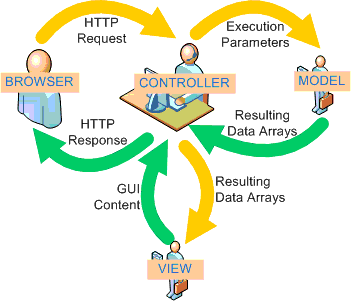 HTTP
Request
Execution
Parameters
BROWSER
CONTROLLER
MODEL
HTTP
Response
Resulting
Data Arrays
GUI
Content
Resulting
Data Arrays
VIEW